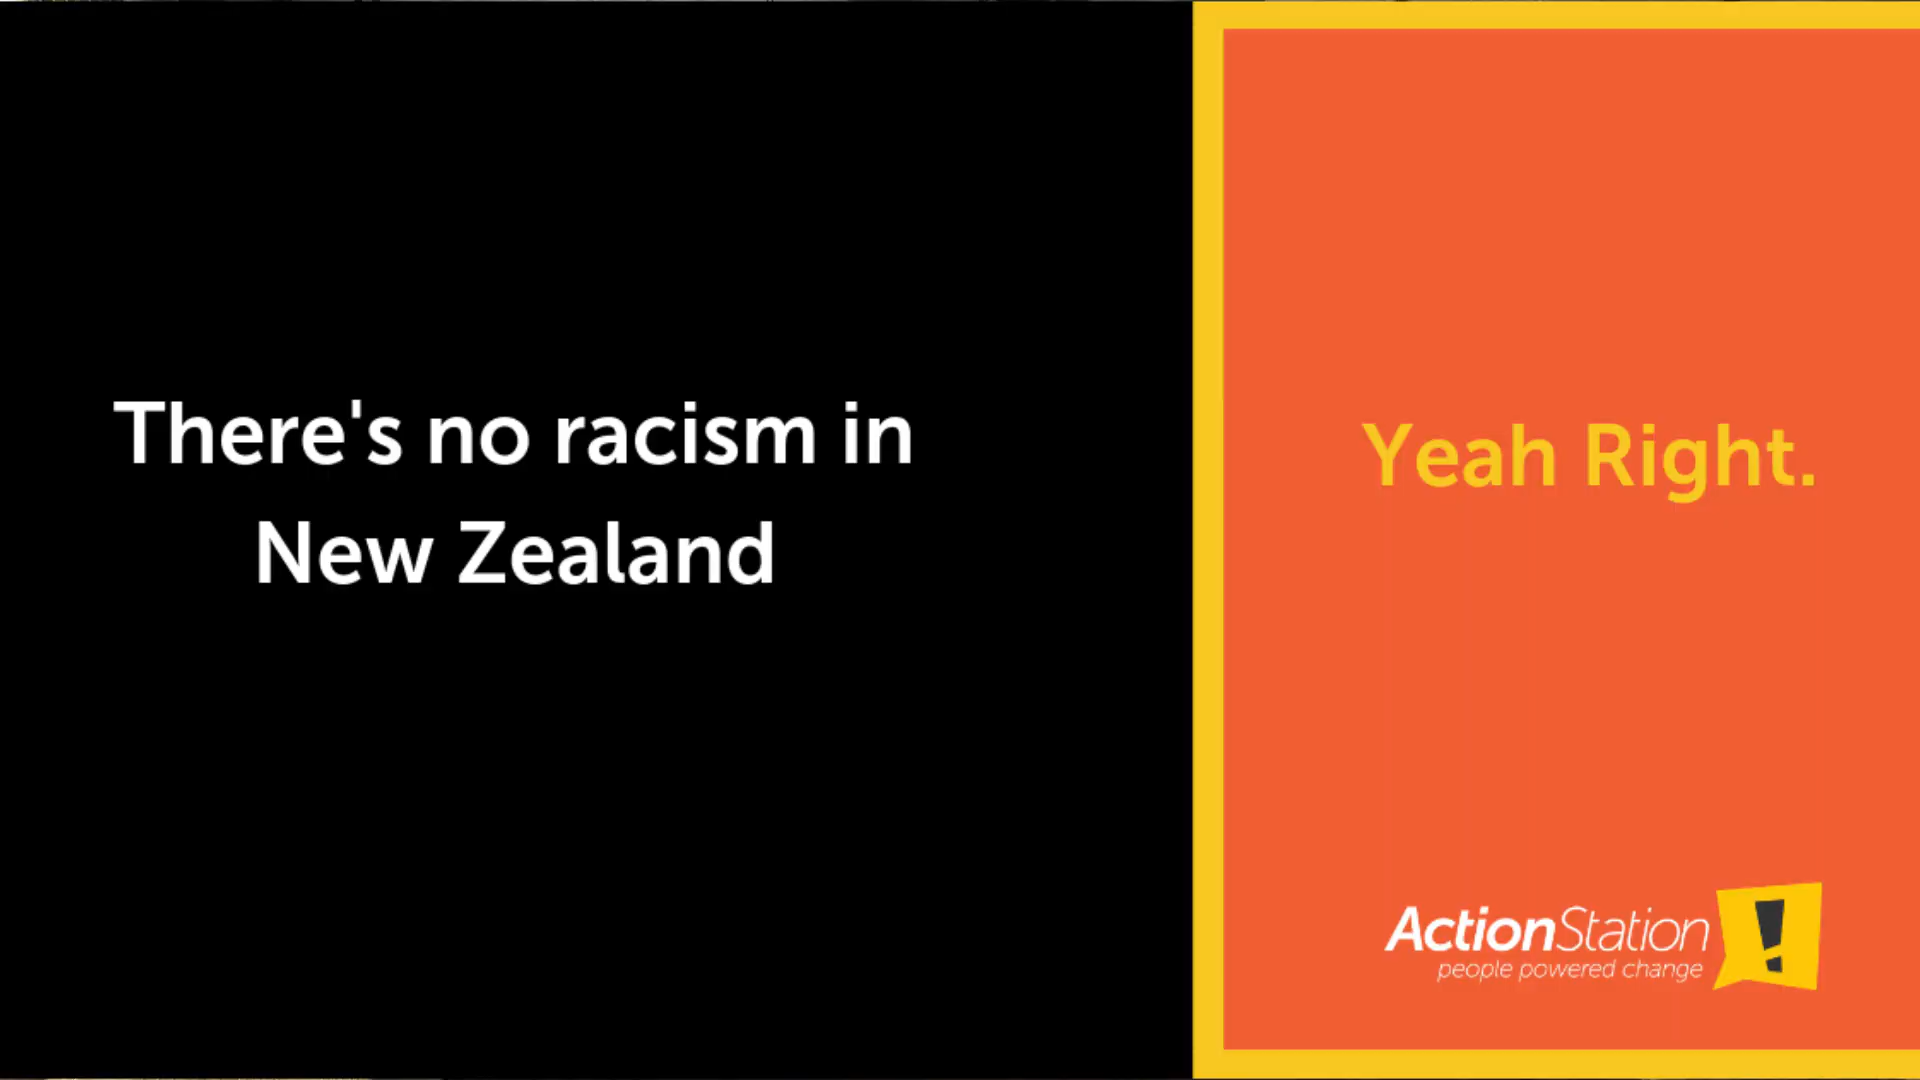 There's no racism in
New Zealand
Yeah Right.
ActionStation
people powered change